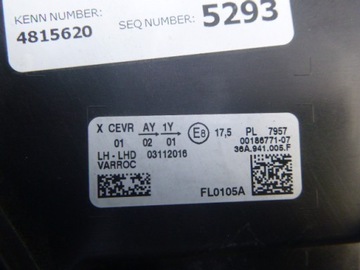 KENN NUMBER:
4815620
SEQ NUMBER:
5293
X CEVR AY 1Y E8 17,5 PL 7957
01 02 01 00186771-07
LH - LHD 03112016 36A.941.005.F
VARROC
FL0105A